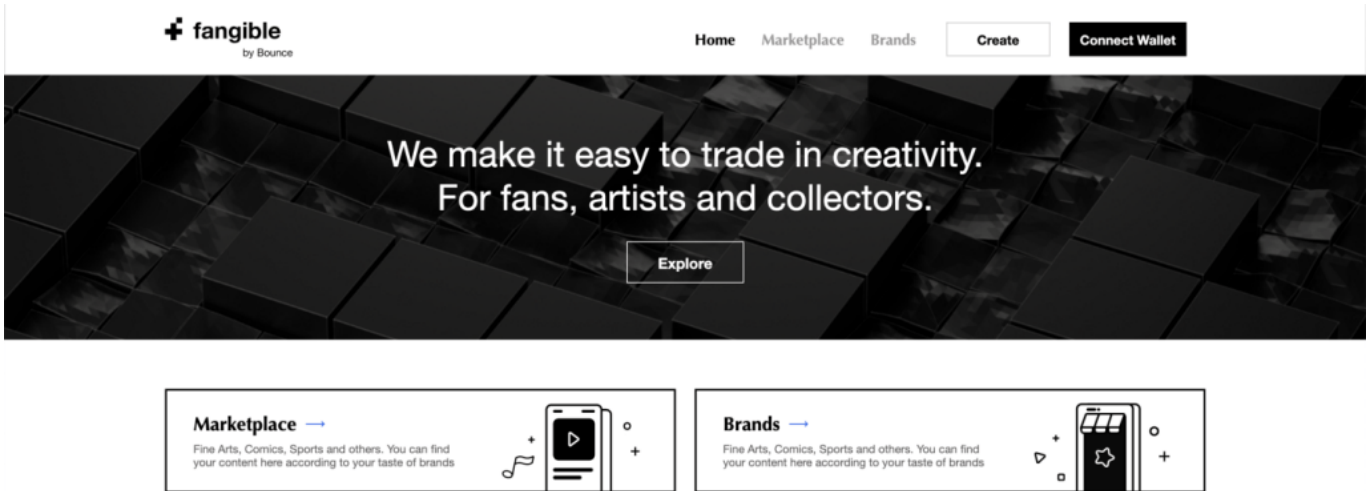 fangible
by Bounce
Home Marketplace Brands Create Connect Wallet
We make it easy to trade in creativity.
For fans, artists and collectors.
Explore
Marketplace →
Fine Arts, Comics, Sports and others. You can find
your content here according to your taste of brands
Brands →
Fine Arts, Comics, Sports and others. You can find
your content here according to your taste of brands